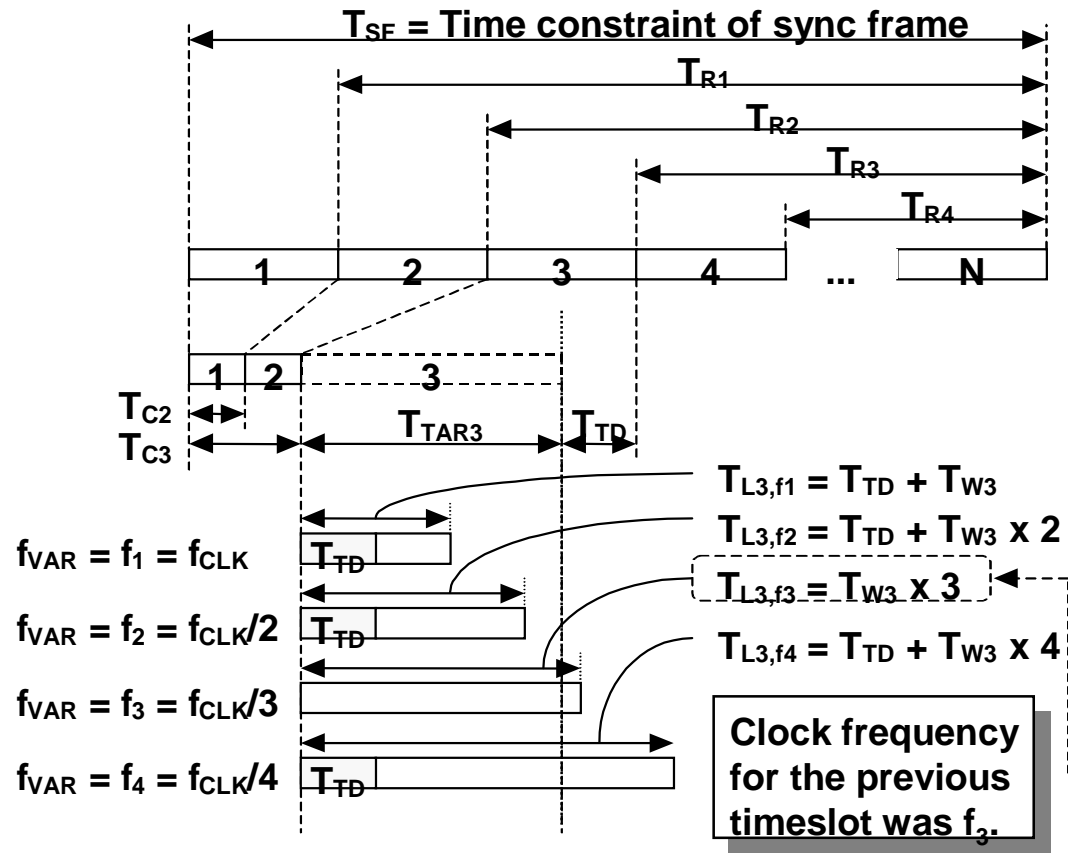 T_SF = Time constraint of sync frame
T_R1
T_R2
T_R3
T_R4
1 2 3 4 ... N
1 2 3
T_C2
T_C3
T_TAR3
T_TD
T_L3,f1 = T_TD + T_W3
T_L3,f2 = T_TD + T_W3 x 2
T_L3,f3 = T_W3 x 3
T_L3,f4 = T_TD + T_W3 x 4
f_VAR = f_1 = f_CLK
T_TD
f_VAR = f_2 = f_CLK/2
T_TD
f_VAR = f_3 = f_CLK/3
f_VAR = f_4 = f_CLK/4
T_TD
Clock frequency
for the previous
timeslot was f_3.